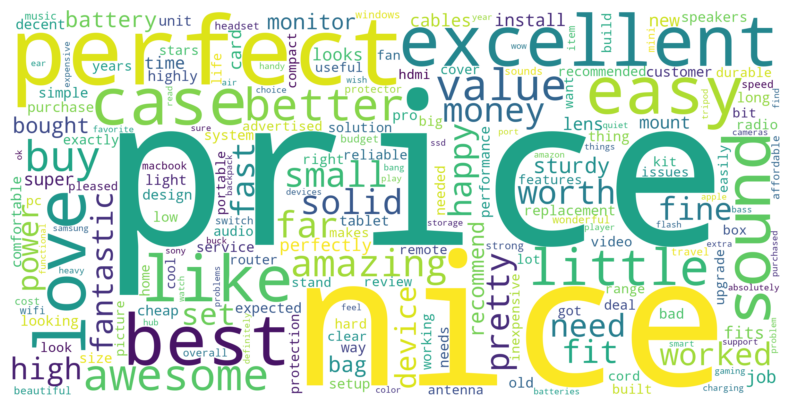 music
decent
battery
unit
headset
monitor
windows
cables
install
year
speakers
stars
card
wow
new
mini
item
build
ear
years
time
life
compact
looks
fan
perfect
excellent
expensive
highly
useful
handy
wish
hdmi
cover
recommended
customer
durable
simple
air
choice
protector
sounds
want
speed
find
purchase
case
better
value
easy
long
read
pro
big
lens
mount
tripod
quiet
bit
radio
cameras
bought
favorite
sure
system
advertised
solution
money
thing
port
things
affordable
exactly
budget
performance
ok
buy
fast
right
reliable
ssd
sturdy
kit
issues
easily
macbook
bang
needed
features
super
pleased
light
portable
backpack
small
play
happy
amazon
replacement
wonderful
price
worth
fine
comfortable
pc
design
low
devices
solid
player
apple
bass
samsung
love
switch
tablet
flash
box
power
functional
sony
audio
makes
far
storage
video
extra
sound
buck
service
perfectly
remote
strong
travel
purchased
heavy
cool
router
like
amazing
recommend
lot
little
upgrade
absolutely
cost
home
problems
stand
review
inexpensive
range
wifi
fantastic
watch
cheap
expected
feel
got
deal
bad
fits
looking
picture
set
hard
pretty
need
support
problem
hub
clear
device
working
nice
smart
look
best
overall
way
needs
fit
worked
high
size
definitely
protection
bag
cord
gaming
job
awesome
setup
old
built
beautiful
color
antenna
batteries
charging